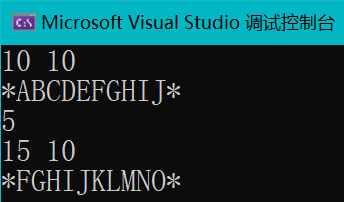 C:\ Microsoft Visual Studio 调试控制台
10 10
*ABCDEFGHIJ*
5
15 10
*FGHIJKLMNO*